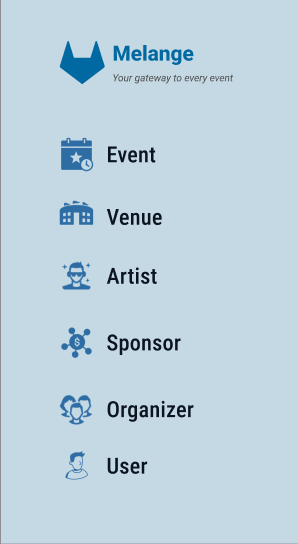 Melange
Your gateway to every event
Event
Venue
Artist
Sponsor
Organizer
User